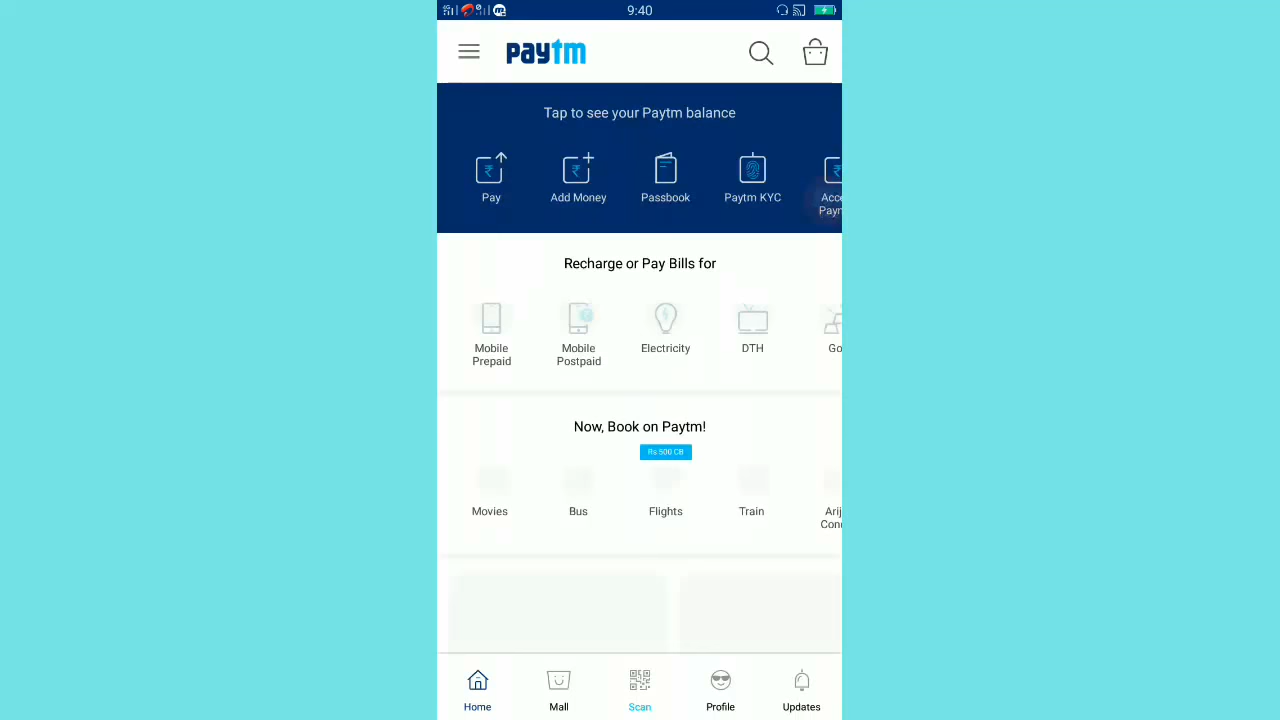 9:40
paytm
Tap to see your Paytm balance
Pay
Add Money
Passbook
Paytm KYC
Acce
Payn
Recharge or Pay Bills for
Mobile
Prepaid
Mobile
Postpaid
Electricity
DTH
Go
Now, Book on Paytm!
Rs 500 CB
Movies
Bus
Flights
Train
Arij
Conc
Home
Mall
Scan
Profile
Updates